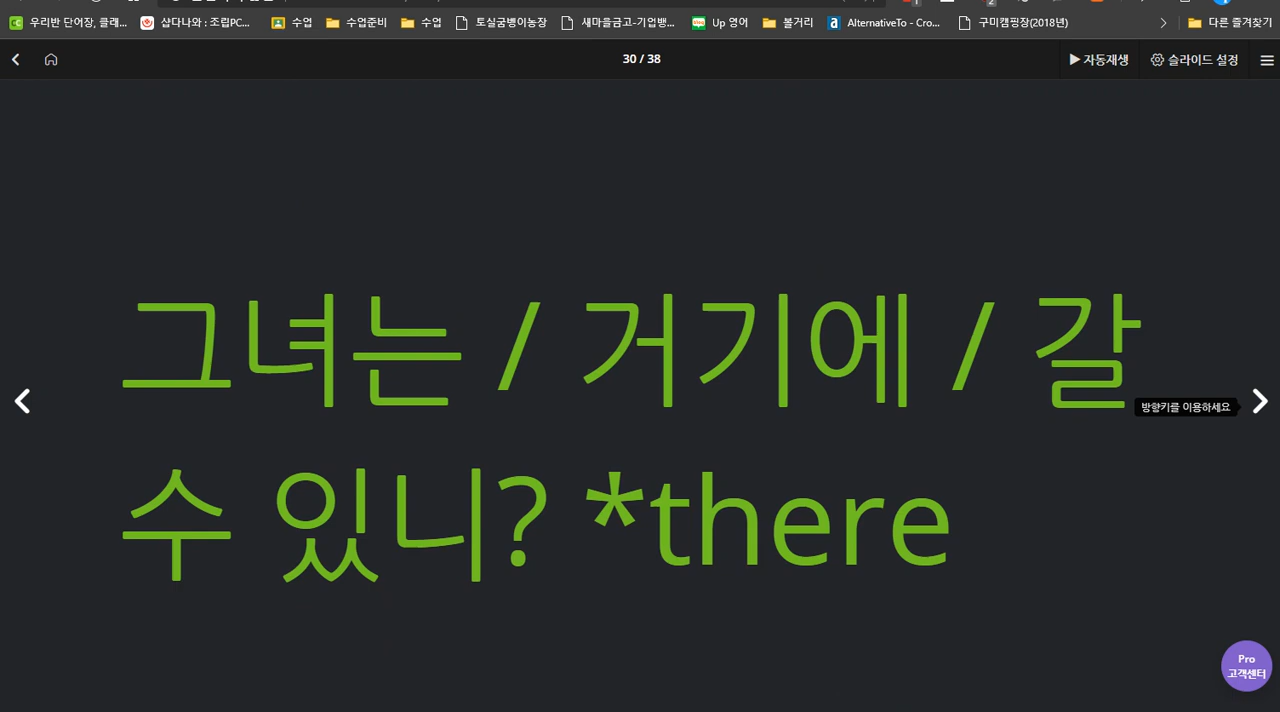 우리반 단어장, 클래... 샵다나와 : 조립PC... 수업 수업준비 수업 토실굼뱅이농장 새마을금고-기업뱅... Up 영어 볼거리 AlternativeTo - Cro... 구미캠핑장(2018년) 다른 즐겨찾기
30 / 38
▶ 자동재생 슬라이드 설정
그녀는 / 거기에 / 갈
수 있니? *there
방향키를 이용하세요
Pro
고객센터